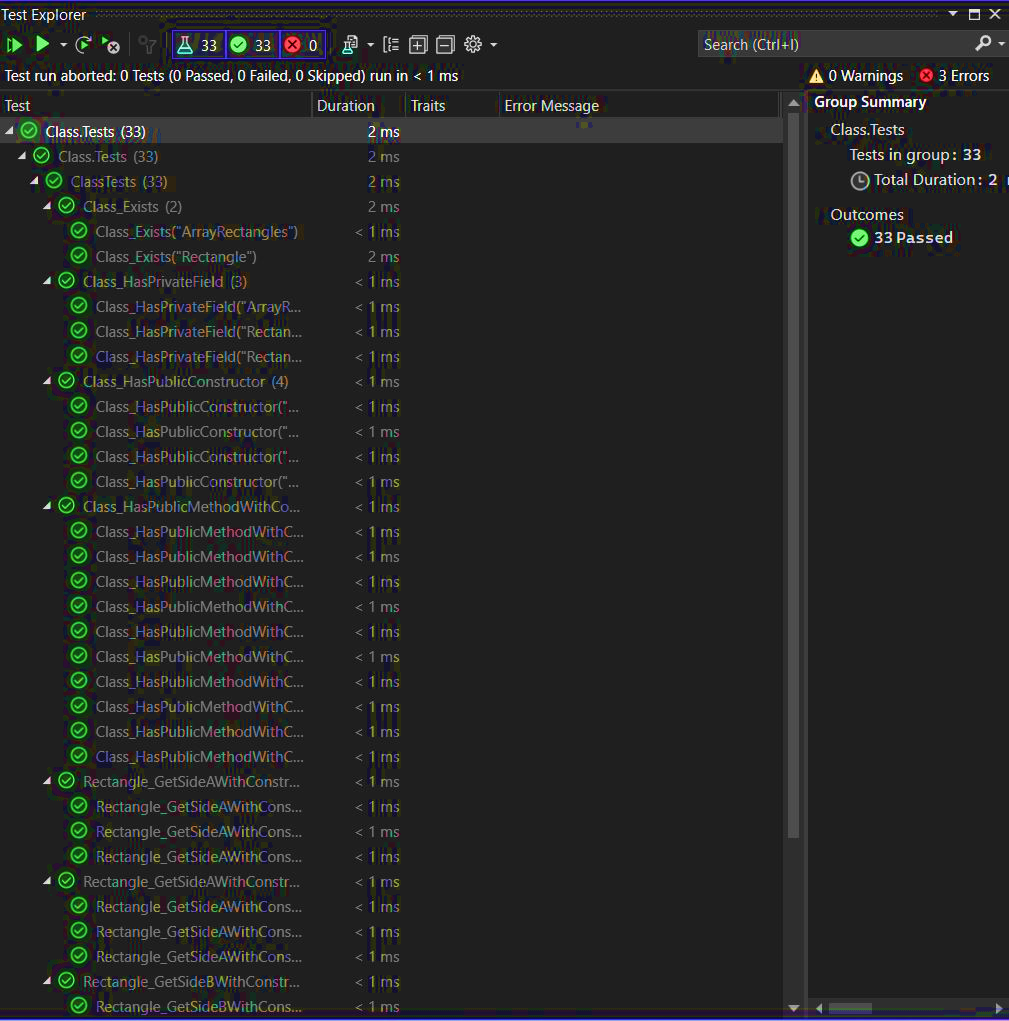 Test Explorer
33 33 0
Search (Ctrl+I)
Test run aborted: 0 Tests (0 Passed, 0 Failed, 0 Skipped) run in < 1 ms
0 Warnings 3 Errors
Test Duration Traits Error Message
Class.Tests (33) 2 ms
Class.Tests (33) 2 ms
ClassTests (33) 2 ms
Class_Exists (2) 2 ms
Class_Exists("ArrayRectangles") < 1 ms
Class_Exists("Rectangle") 2 ms
Class_HasPrivateField (3) < 1 ms
Class_HasPrivateField("ArrayR... < 1 ms
Class_HasPrivateField("Rectan... < 1 ms
Class_HasPrivateField("Rectan... < 1 ms
Class_HasPublicConstructor (4) < 1 ms
Class_HasPublicConstructor("... < 1 ms
Class_HasPublicConstructor("... < 1 ms
Class_HasPublicConstructor("... < 1 ms
Class_HasPublicConstructor("... < 1 ms
Class_HasPublicMethodWithCo... < 1 ms
Class_HasPublicMethodWithC... < 1 ms
Class_HasPublicMethodWithC... < 1 ms
Class_HasPublicMethodWithC... < 1 ms
Class_HasPublicMethodWithC... < 1 ms
Class_HasPublicMethodWithC... < 1 ms
Class_HasPublicMethodWithC... < 1 ms
Class_HasPublicMethodWithC... < 1 ms
Class_HasPublicMethodWithC... < 1 ms
Class_HasPublicMethodWithC... < 1 ms
Class_HasPublicMethodWithC... < 1 ms
Rectangle_GetSideAWithConstr... < 1 ms
Rectangle_GetSideAWithCons... < 1 ms
Rectangle_GetSideAWithCons... < 1 ms
Rectangle_GetSideAWithCons... < 1 ms
Rectangle_GetSideAWithConstr... < 1 ms
Rectangle_GetSideAWithCons... < 1 ms
Rectangle_GetSideAWithCons... < 1 ms
Rectangle_GetSideAWithCons... < 1 ms
Rectangle_GetSideBWithConstr... < 1 ms
Rectangle_GetSideBWithCons... < 1 ms
Group Summary
Class.Tests
Tests in group: 33
Total Duration: 2
Outcomes
33 Passed